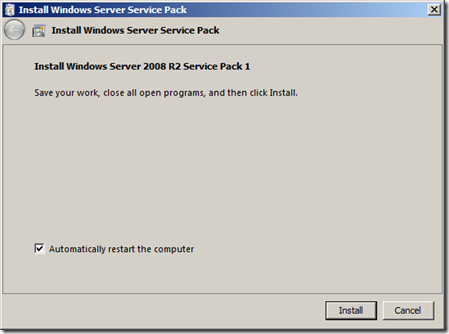 Install Windows Server Service Pack
Install Windows Server Service Pack
Install Windows Server 2008 R2 Service Pack 1
Save your work, close all open programs, and then click Install.
Automatically restart the computer
Install
Cancel